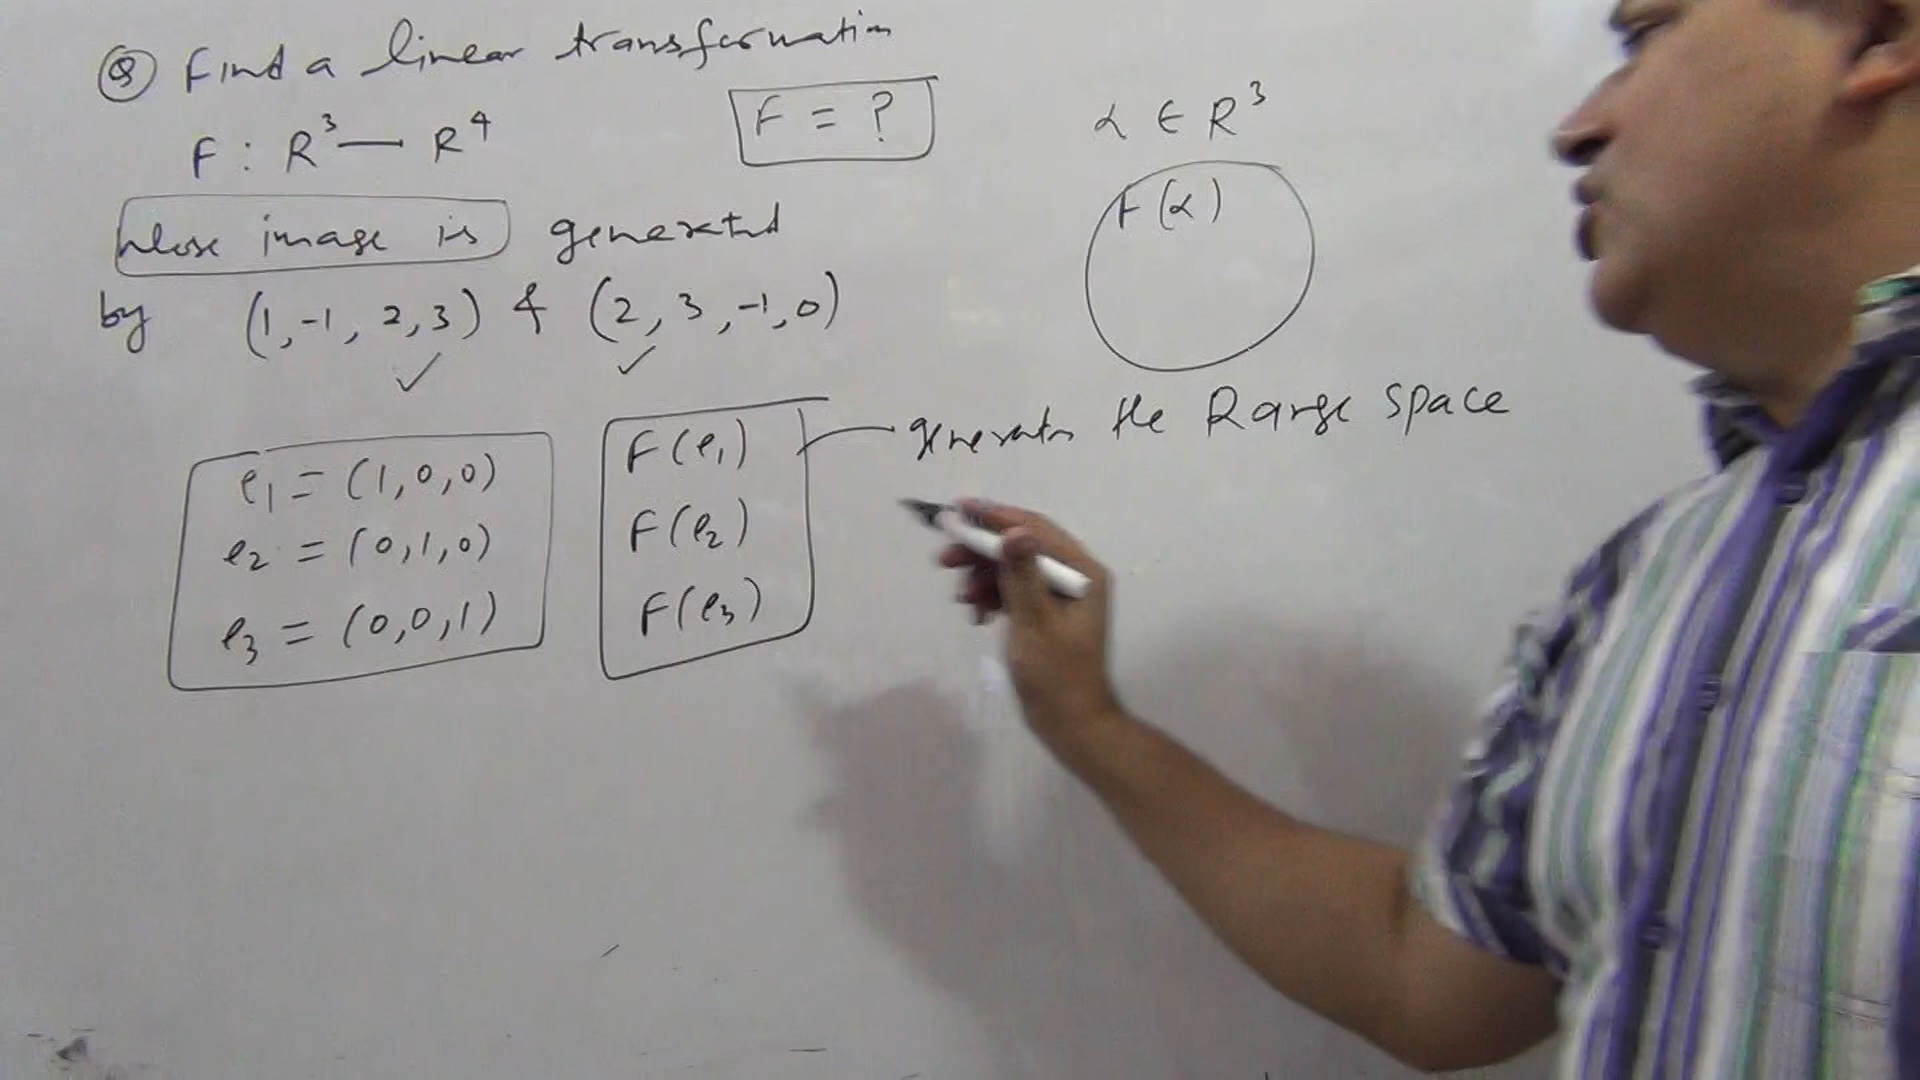 Q Find a linear transformation
F : R³ — R⁴
F = ?
whose image is generated
by (1, -1, 2, 3) & (2, 3, -1, 0)
✓ ✓
α ∈ R³
F(α)
e₁ = (1, 0, 0)
e₂ = (0, 1, 0)
e₃ = (0, 0, 1)
F(e₁)
F(e₂)
F(e₃)
generates the Range space